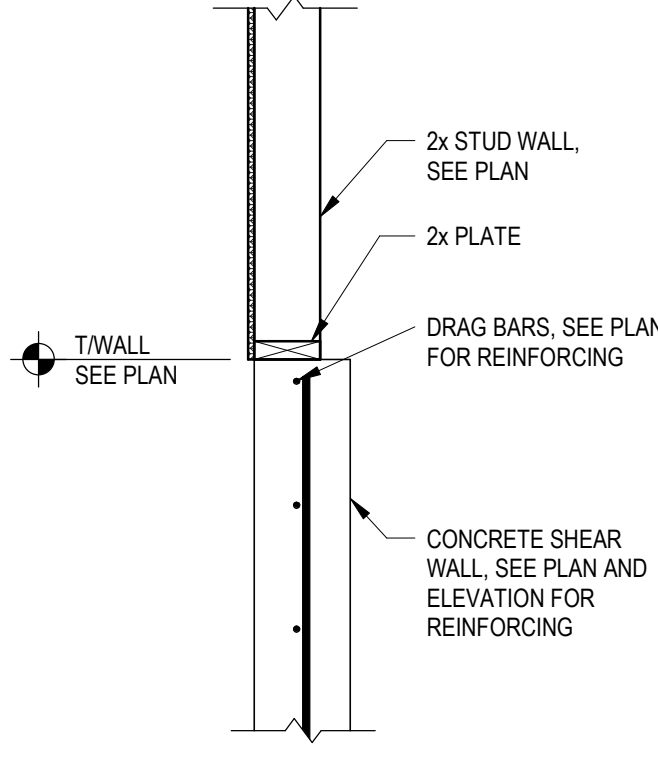 2x STUD WALL,
SEE PLAN
2x PLATE
DRAG BARS, SEE PLAN
FOR REINFORCING
T/WALL
SEE PLAN
CONCRETE SHEAR
WALL, SEE PLAN AND
ELEVATION FOR
REINFORCING